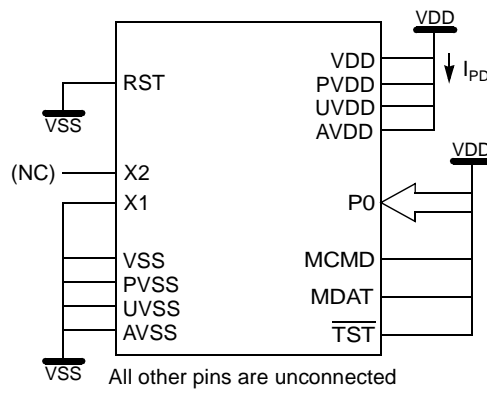 VDD
VDD
I_PD
RST
PVDD
UVDD
VSS
AVDD
VDD
(NC)
X2
X1
P0
VSS
MCMD
PVSS
UVSS
MDAT
AVSS
TST
VSS
All other pins are unconnected